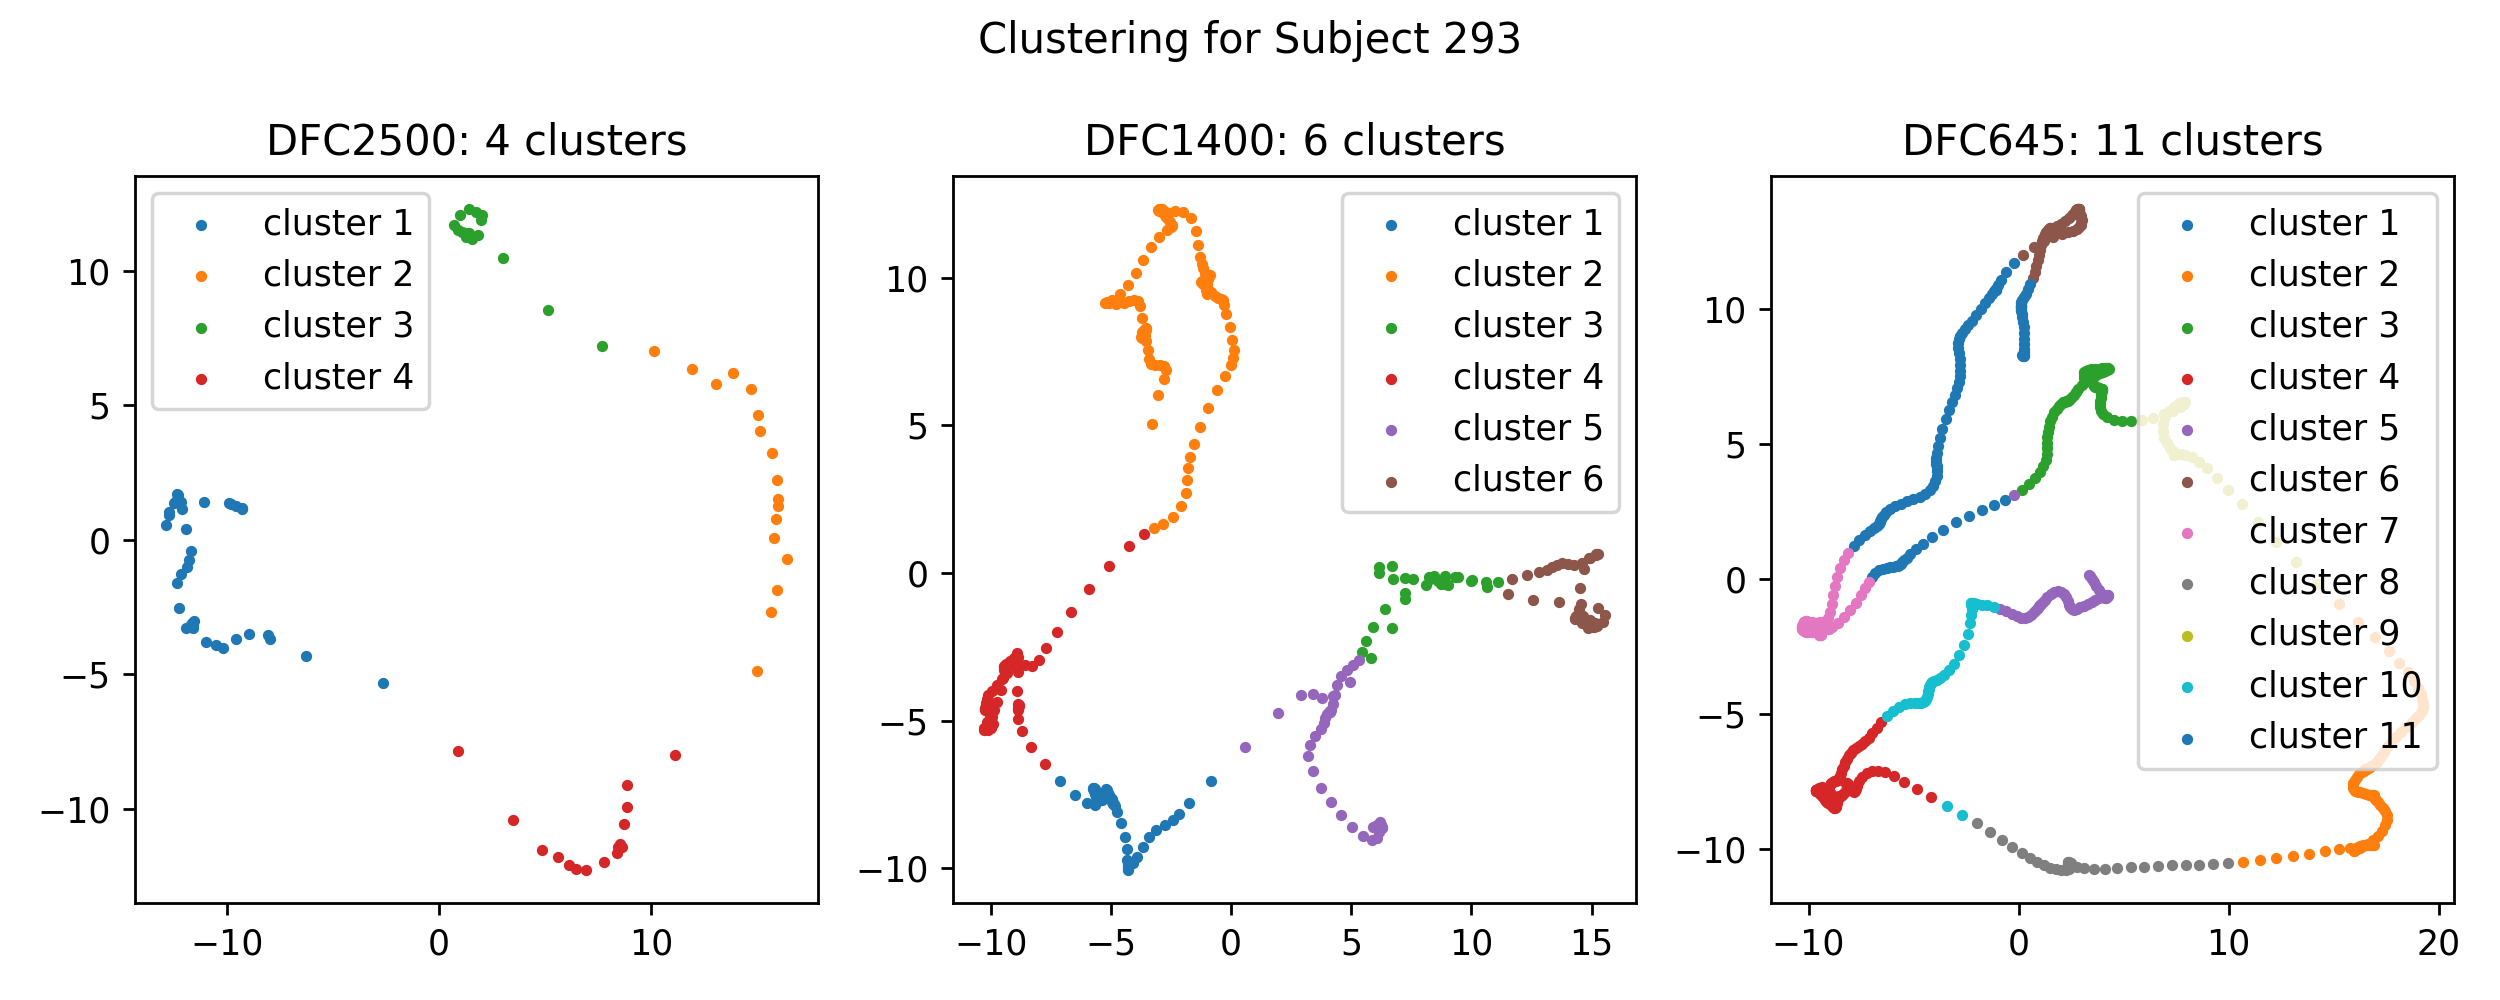 Clustering for Subject 293
DFC2500: 4 clusters
cluster 1
cluster 2
cluster 3
cluster 4
10
5
0
−5
−10
−10
0
10
DFC1400: 6 clusters
cluster 1
cluster 2
cluster 3
cluster 4
cluster 5
cluster 6
10
5
0
−5
−10
−10
−5
0
5
10
15
DFC645: 11 clusters
cluster 1
cluster 2
cluster 3
cluster 4
cluster 5
cluster 6
cluster 7
cluster 8
cluster 9
cluster 10
cluster 11
10
5
0
−5
−10
−10
0
10
20